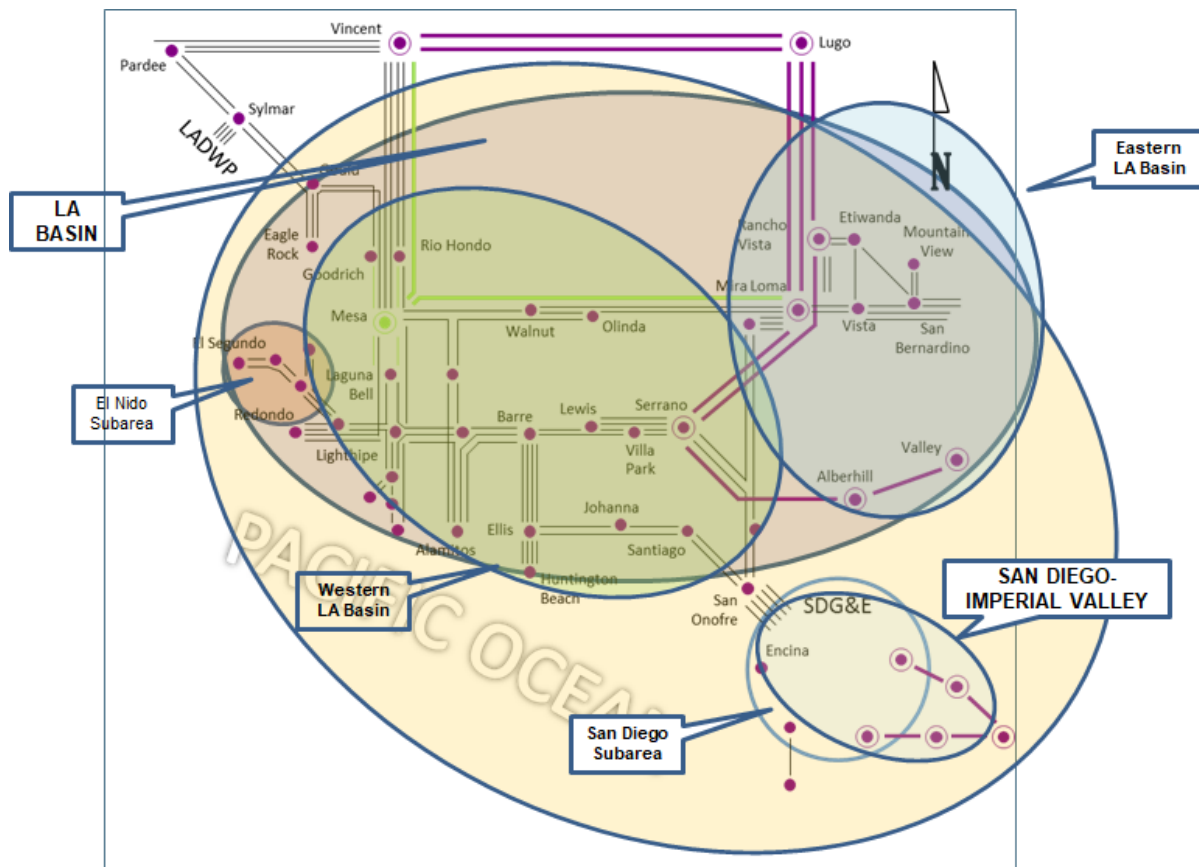 Vincent
Lugo
Pardee
Sylmar
LADWP
N
Eastern
LA Basin
LA
BASIN
Gould
Eagle
Rock
Goodrich
Rio Hondo
Rancho
Vista
Etiwanda
Mountain
View
Mira Loma
Mesa
Walnut
Olinda
Vista
San
Bernardino
El Segundo
El Nido
Subarea
Laguna
Bell
Redondo
Lighthipe
Barre
Lewis
Serrano
Villa
Park
Valley
Alberhill
Johanna
Ellis
Santiago
Alamitos
Huntington
Beach
Western
LA Basin
PACIFIC OCEAN
San
Onofre
SDG&E
SAN DIEGO-
IMPERIAL VALLEY
Encina
San Diego
Subarea